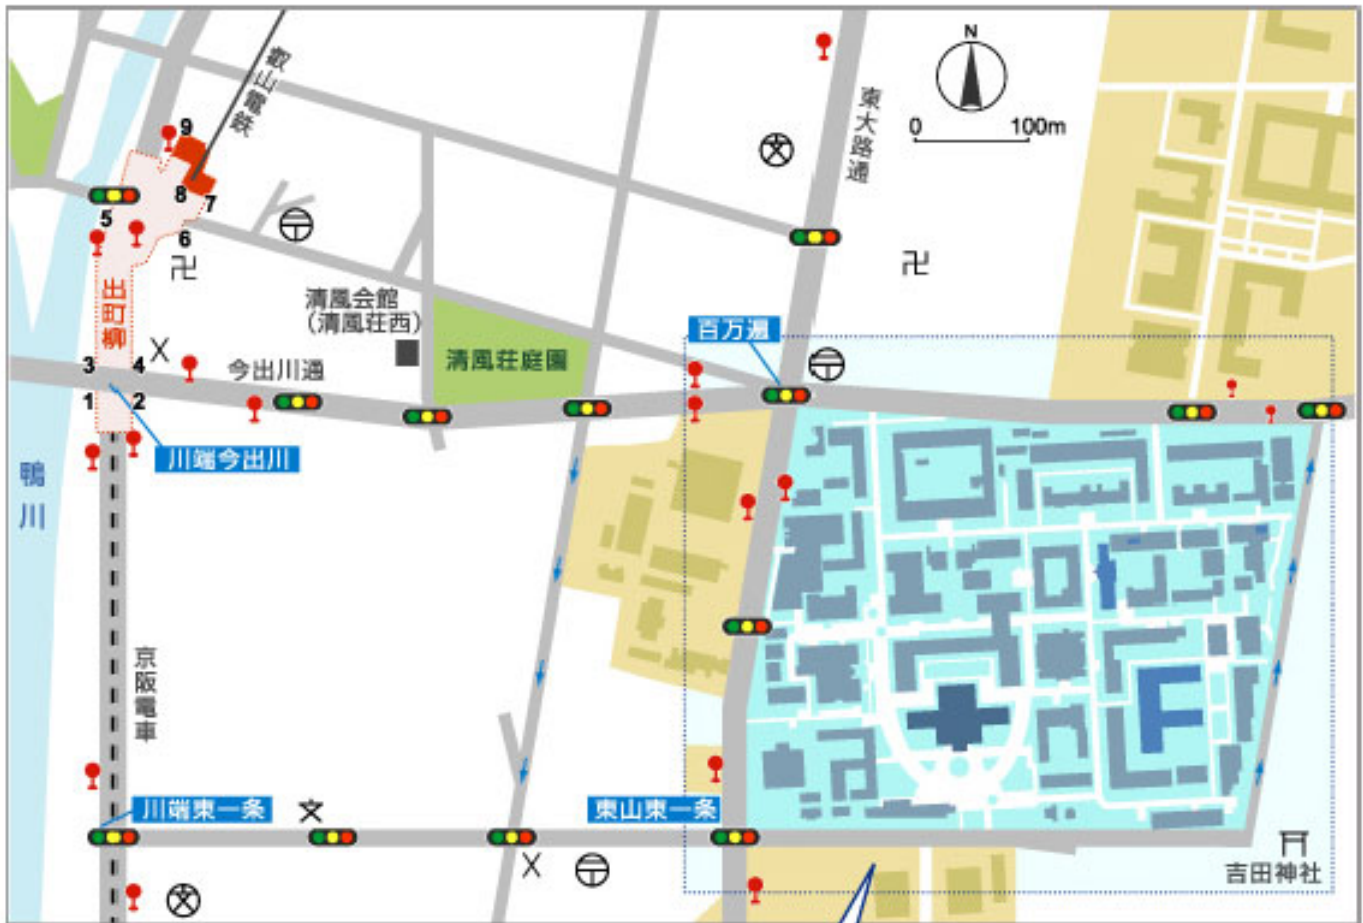 N
0 100m
叡山電鉄
東大路通
9
8
7
5
6
出町柳
清風会館
(清風荘西)
百万遍
3
4
今出川通
清風荘庭園
1
2
川端今出川
鴨川
京阪電車
川端東一条
東山東一条
吉田神社